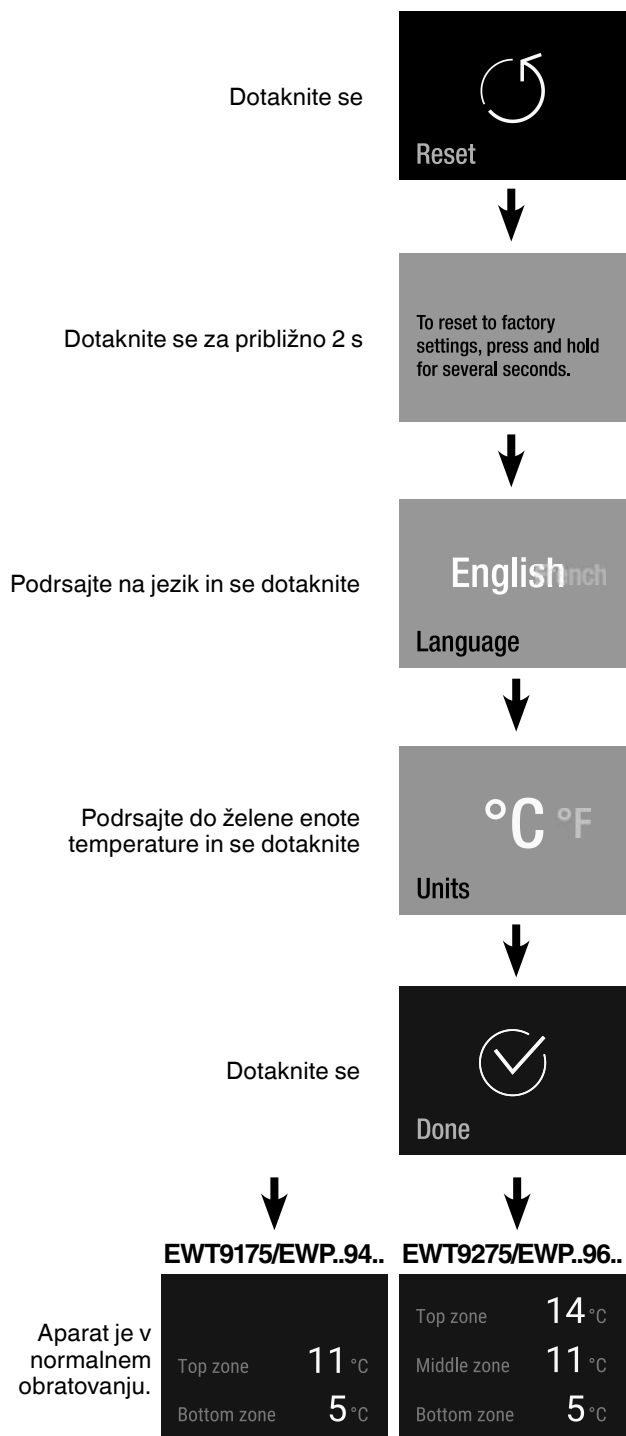 Dotaknite se
Reset
Dotaknite se za približno 2 s
To reset to factory
settings, press and hold
for several seconds.
Podrsajte na jezik in se dotaknite
English French
Language
Podrsajte do želene enote
temperature in se dotaknite
°C °F
Units
Dotaknite se
Done
EWT9175/EWP..94.. EWT9275/EWP..96..
Aparat je v
normalnem
obratovanju.
Top zone 11 °C
Bottom zone 5 °C
Top zone 14 °C
Middle zone 11 °C
Bottom zone 5 °C